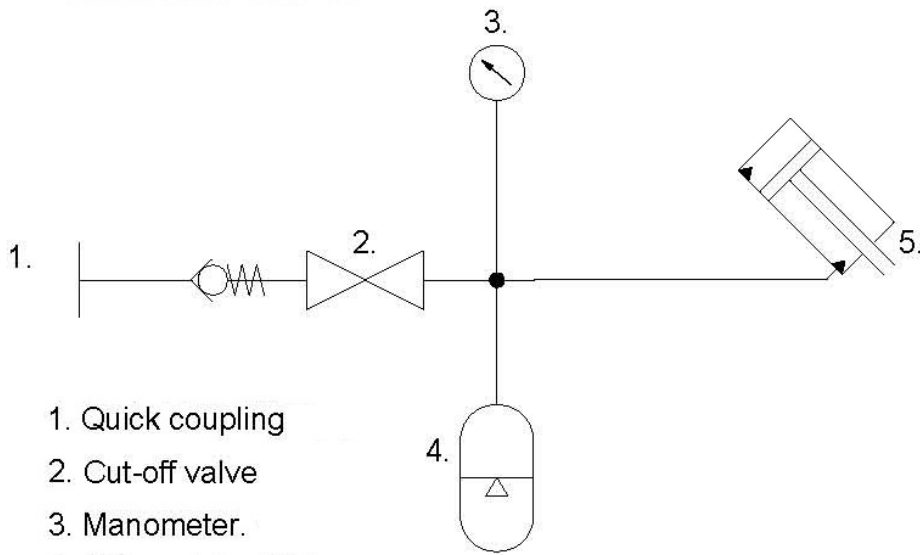 3.
1.
2.
5.
4.
1. Quick coupling
2. Cut-off valve
3. Manometer.